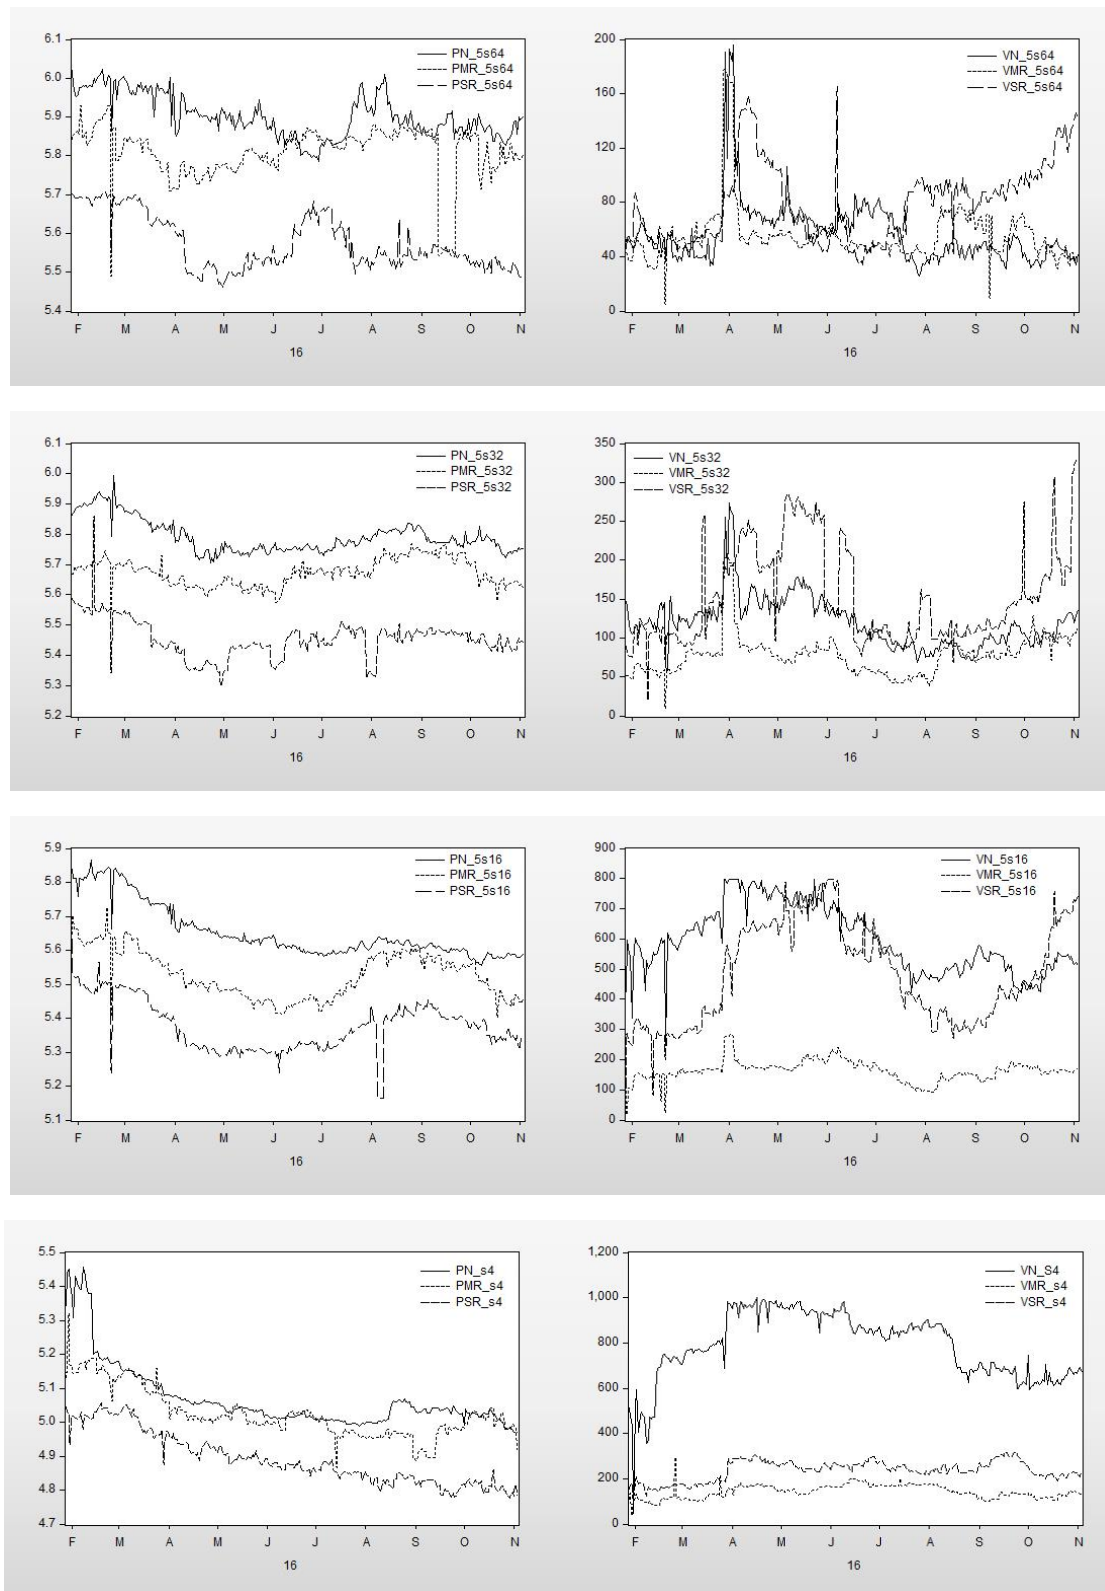 6.1
6.0
5.9
5.8
5.7
5.6
5.5
5.4
PN_5s64
PMR_5s64
PSR_5s64
F M A M J J A S O N
16
200
160
120
80
40
0
VN_5s64
VMR_5s64
VSR_5s64
F M A M J J A S O N
16
6.1
6.0
5.9
5.8
5.7
5.6
5.5
5.4
5.3
5.2
PN_5s32
PMR_5s32
PSR_5s32
F M A M J J A S O N
16
350
300
250
200
150
100
50
0
VN_5s32
VMR_5s32
VSR_5s32
F M A M J J A S O N
16
5.9
5.8
5.7
5.6
5.5
5.4
5.3
5.2
5.1
PN_5s16
PMR_5s16
PSR_5s16
F M A M J J A S O N
16
900
800
700
600
500
400
300
200
100
0
VN_5s16
VMR_5s16
VSR_5s16
F M A M J J A S O N
16
5.5
5.4
5.3
5.2
5.1
5.0
4.9
4.8
4.7
PN_s4
PMR_s4
PSR_s4
F M A M J J A S O N
16
1,200
1,000
800
600
400
200
0
VN_S4
VMR_s4
VSR_s4
F M A M J J A S O N
16